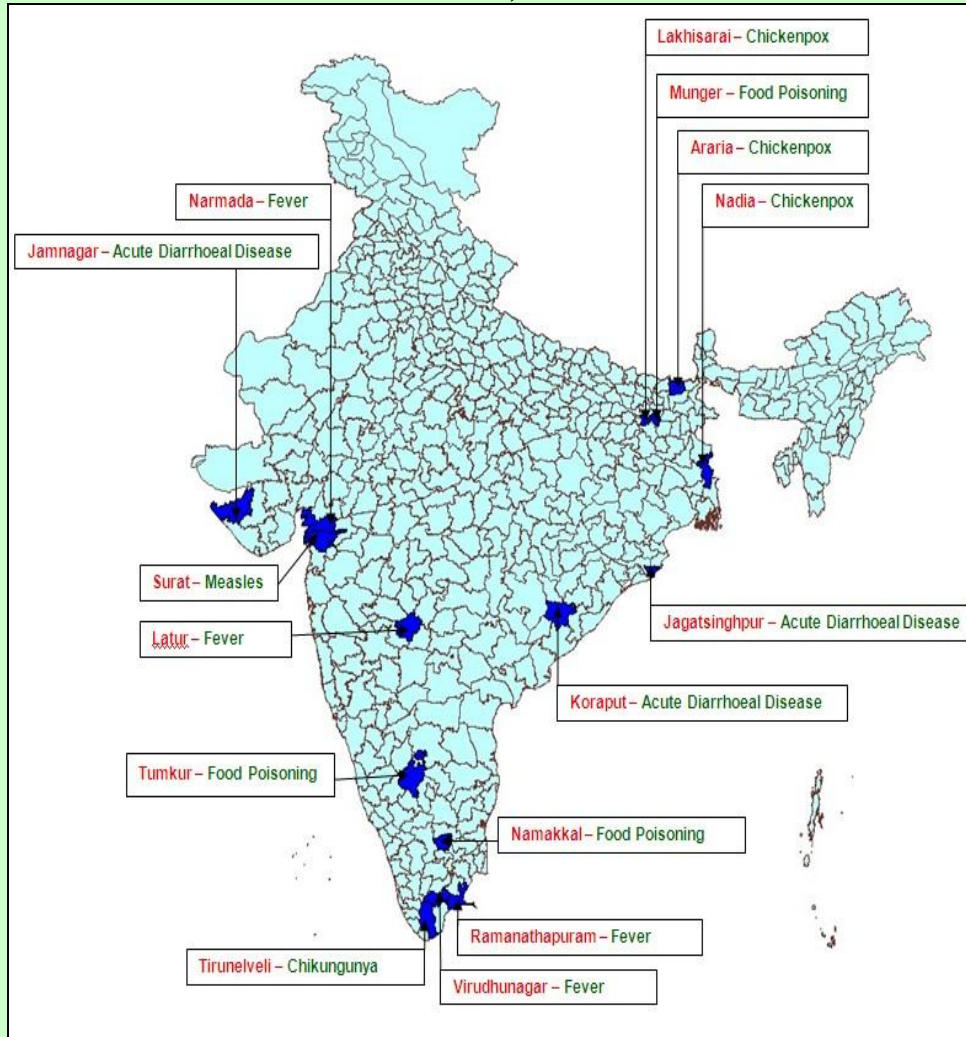 Lakhisarai – Chickenpox
Munger – Food Poisoning
Araria – Chickenpox
Nadia – Chickenpox
Narmada – Fever
Jamnagar – Acute Diarrhoeal Disease
Surat – Measles
Latur – Fever
Jagatsinghpur – Acute Diarrhoeal Disease
Koraput – Acute Diarrhoeal Disease
Tumkur – Food Poisoning
Namakkal – Food Poisoning
Ramanathapuram – Fever
Tirunelveli – Chikungunya
Virudhunagar – Fever